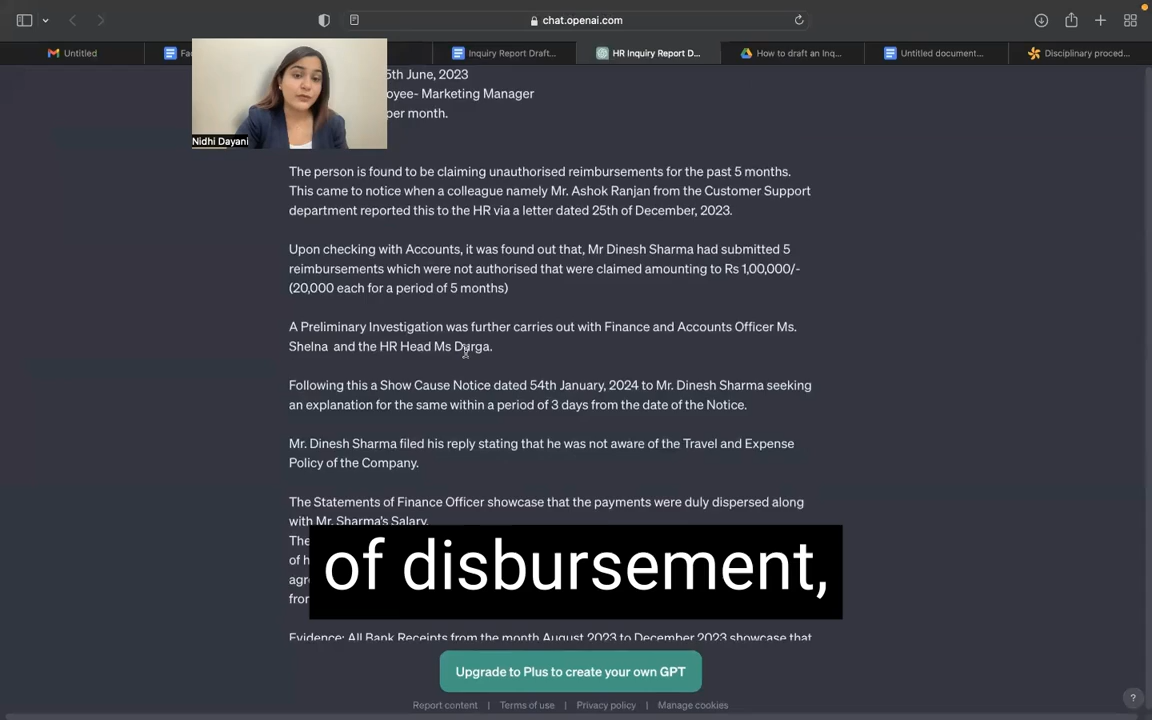 chat.openai.com
Untitled
Inquiry Report Draft...
HR Inquiry Report D...
How to draft an Inq...
Untitled document...
Disciplinary proced...
Nidhi Dayani
5th June, 2023
oyee- Marketing Manager
per month.
The person is found to be claiming unauthorised reimbursements for the past 5 months.
This came to notice when a colleague namely Mr. Ashok Ranjan from the Customer Support
department reported this to the HR via a letter dated 25th of December, 2023.
Upon checking with Accounts, it was found out that, Mr Dinesh Sharma had submitted 5
reimbursements which were not authorised that were claimed amounting to Rs 1,00,000/-
(20,000 each for a period of 5 months)
A Preliminary Investigation was further carries out with Finance and Accounts Officer Ms.
Shelna and the HR Head Ms Durga.
Following this a Show Cause Notice dated 54th January, 2024 to Mr. Dinesh Sharma seeking
an explanation for the same within a period of 3 days from the date of the Notice.
Mr. Dinesh Sharma filed his reply stating that he was not aware of the Travel and Expense
Policy of the Company.
The Statements of Finance Officer showcase that the payments were duly dispersed along
with Mr. Sharma's Salary.
The
of h
agr
fror
of disbursement,
Evidence: All Bank Receipts from the month August 2023 to December 2023 showcase that
Upgrade to Plus to create your own GPT
Report content | Terms of use | Privacy policy | Manage cookies
?